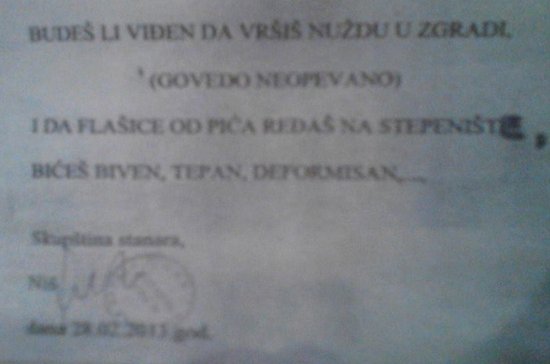 BUDEŠ LI VIĐEN DA VRŠIŠ NUŽDU U ZGRADI,
(GOVEDO NEOPEVANO)
I DA FLAŠICE OD PIĆA REDAŠ NA STEPENIŠTE,
BIĆEŠ BIVEN, TEPAN, DEFORMISAN,...,
Skupština stanara,
Niš
dana 28.02.2013 god.